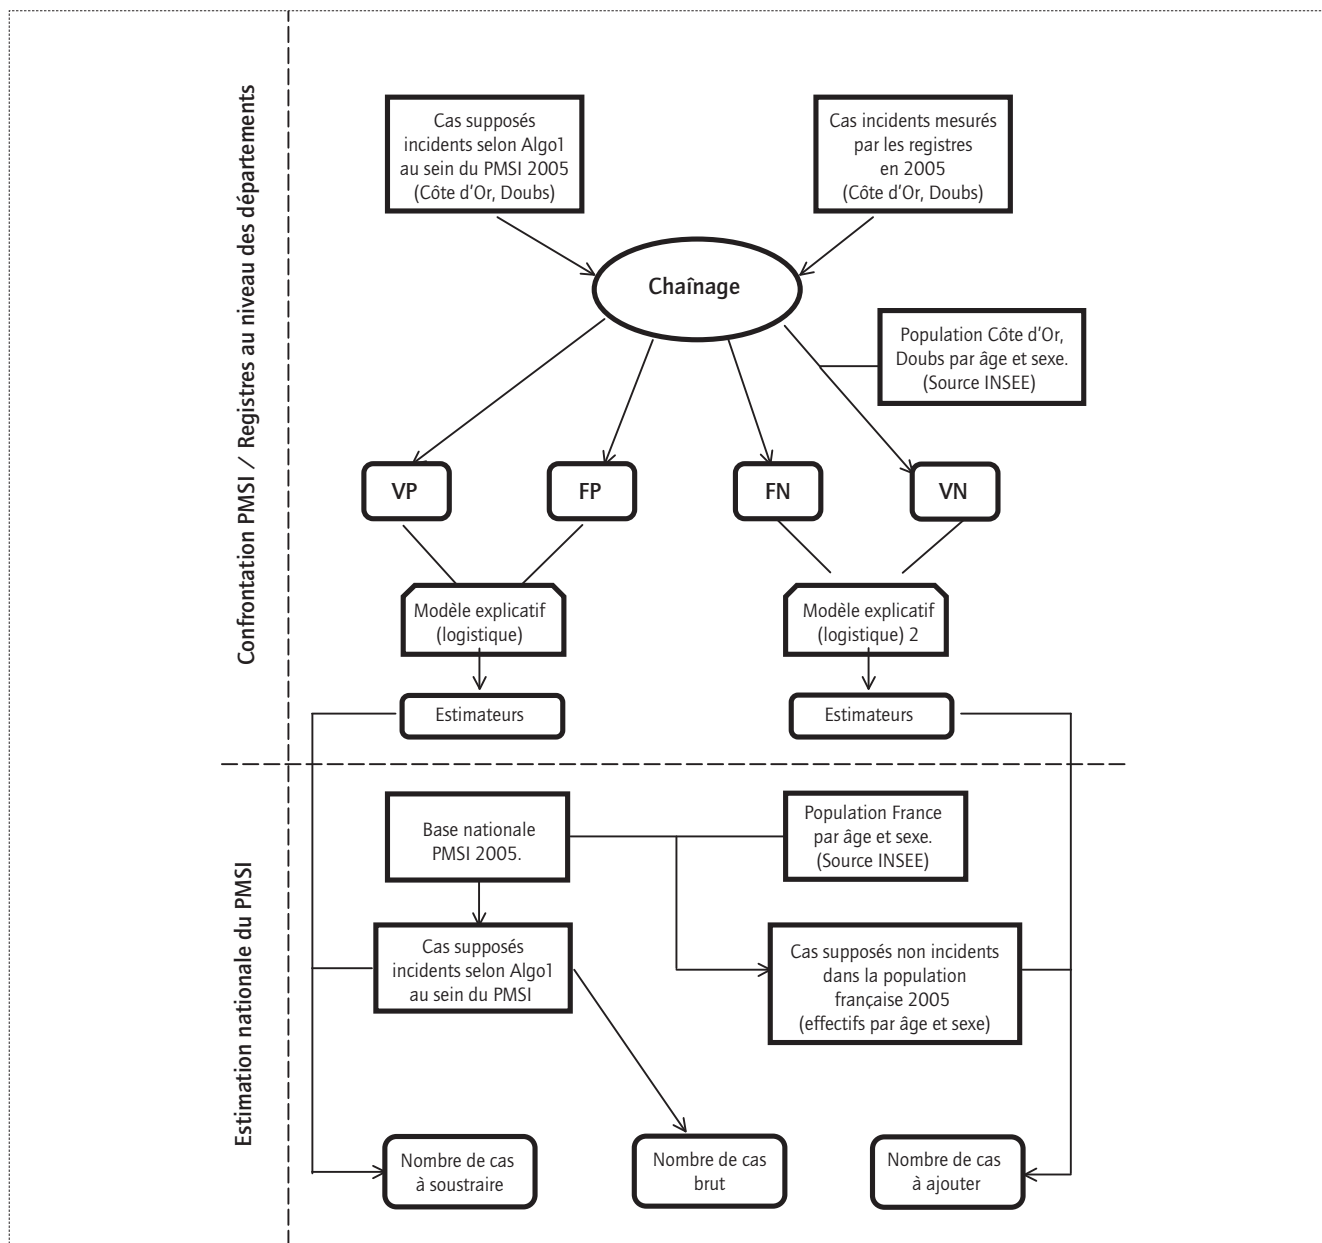 Confrontation PMSI / Registres au niveau des départements
Cas supposés
incidents selon Algo1
au sein du PMSI 2005
(Côte d'Or, Doubs)
Cas incidents mesurés
par les registres
en 2005
(Côte d'Or, Doubs)
Chaînage
Population Côte d'Or,
Doubs par âge et sexe.
(Source INSEE)
VP
FP
FN
VN
Modèle explicatif
(logistique)
Modèle explicatif
(logistique) 2
Estimateurs
Estimateurs
Estimation nationale du PMSI
Base nationale
PMSI 2005.
Population France
par âge et sexe.
(Source INSEE)
Cas supposés
incidents selon Algo1
au sein du PMSI
Cas supposés non incidents
dans la population
française 2005
(effectifs par âge et sexe)
Nombre de cas
à soustraire
Nombre de cas
brut
Nombre de cas
à ajouter